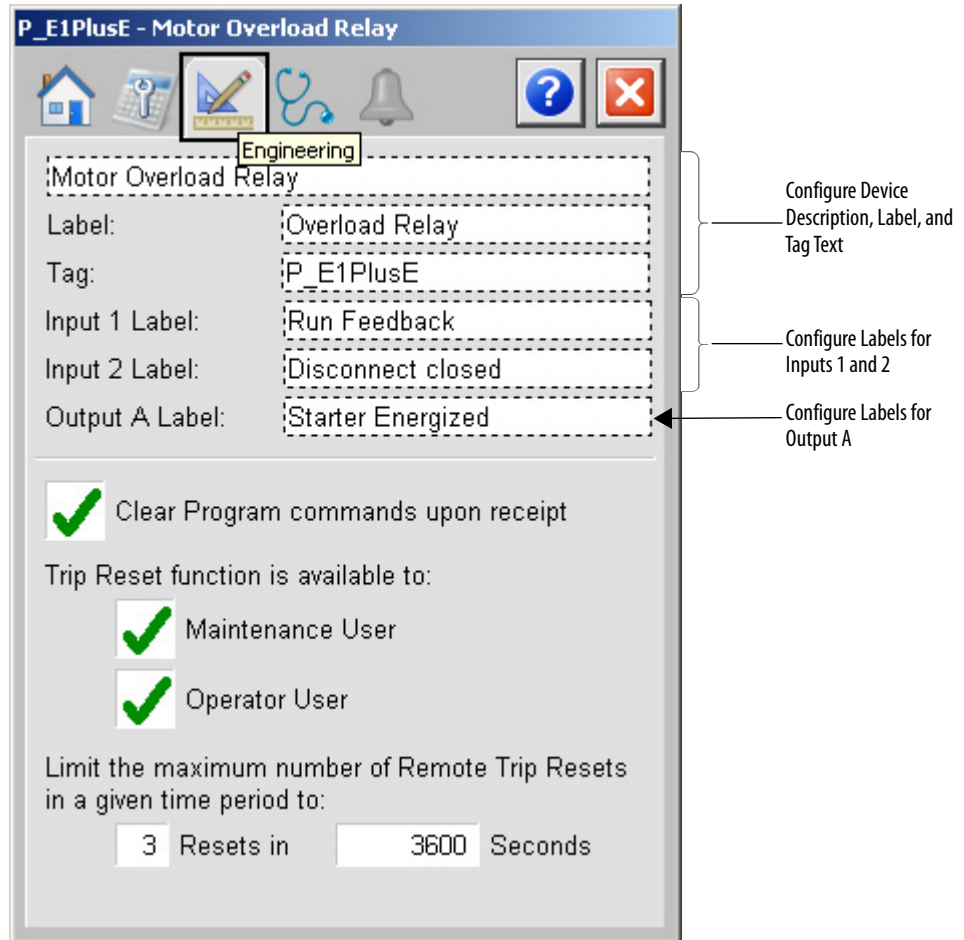 P_E1PlusE - Motor Overload Relay
?
Engineering
Motor Overload Relay
Label: Overload Relay
Tag: P_E1PlusE
Input 1 Label: Run Feedback
Input 2 Label: Disconnect closed
Output A Label: Starter Energized
Configure Device
Description, Label, and
Tag Text
Configure Labels for
Inputs 1 and 2
Configure Labels for
Output A
Clear Program commands upon receipt
Trip Reset function is available to:
Maintenance User
Operator User
Limit the maximum number of Remote Trip Resets
in a given time period to:
3 Resets in 3600 Seconds